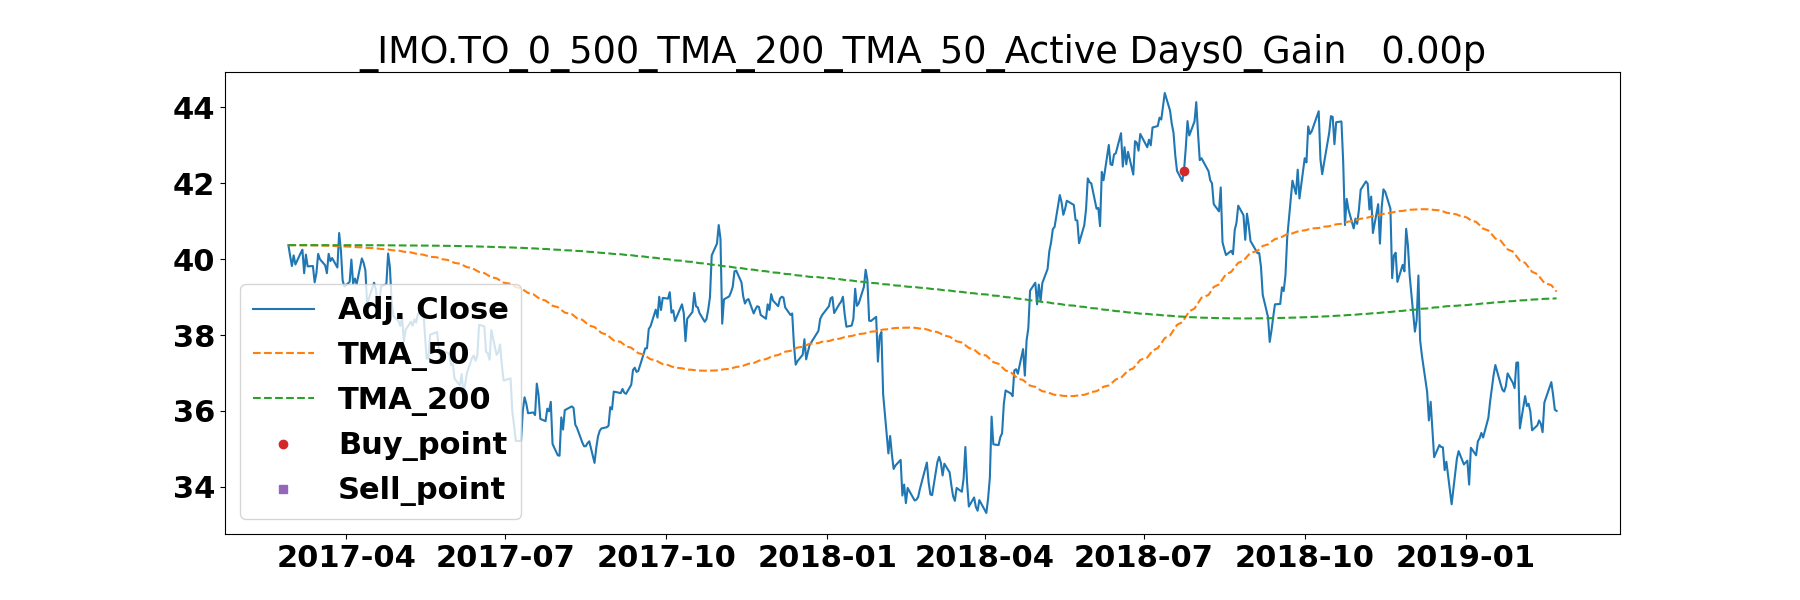 _IMO.TO_0_500_TMA_200_TMA_50_Active Days0_Gain   0.00p
44
42
40
38
36
34
Adj. Close
TMA_50
TMA_200
Buy_point
Sell_point
2017-04 2017-07 2017-10 2018-01 2018-04 2018-07 2018-10 2019-01